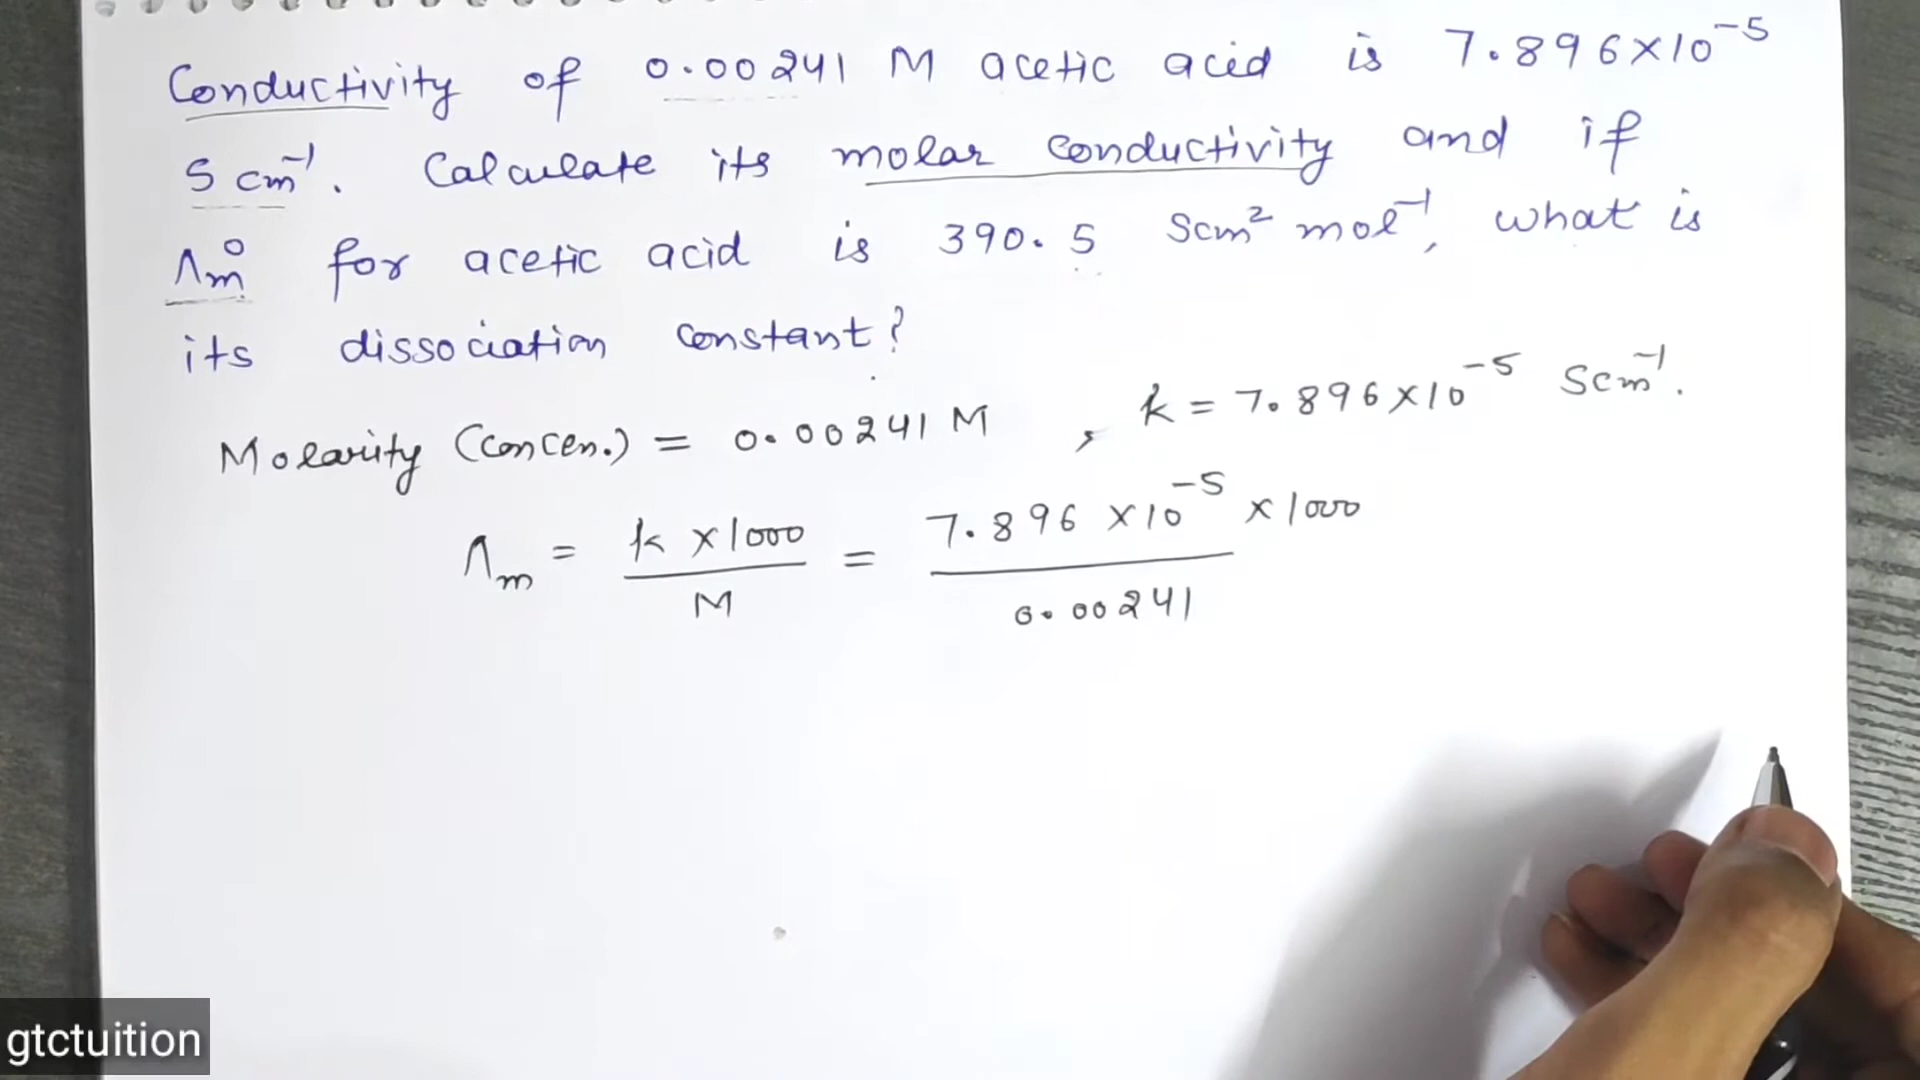 Conductivity of 0.00241 M acetic acid is 7.896×10⁻⁵
S cm⁻¹. Calculate its molar conductivity and if
Λm° for acetic acid is 390.5 Scm² mol⁻¹, what is
its dissociation constant?
Molarity (concen.) = 0.00241 M , k = 7.896×10⁻⁵ Scm⁻¹.
Λm = k ×1000 / M = 7.896 ×10⁻⁵ ×1000 / 0.00241
gtctuition